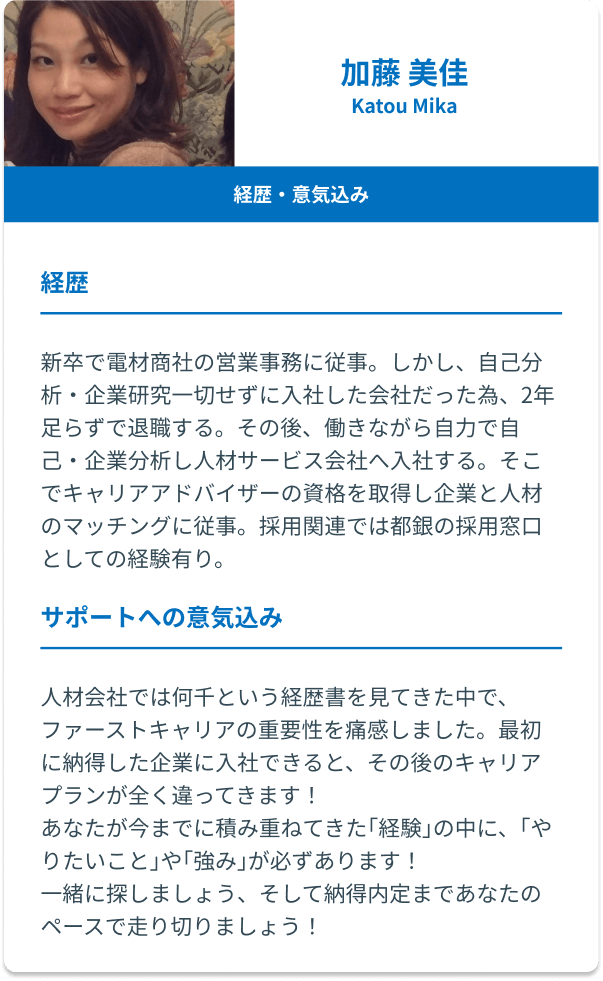 加藤 美佳
Katou Mika
経歴・意気込み
経歴
新卒で電材商社の営業事務に従事。しかし、自己分
析・企業研究一切せずに入社した会社だった為、2年
足らずで退職する。その後、働きながら自力で自
己・企業分析し人材サービス会社へ入社する。そこ
でキャリアアドバイザーの資格を取得し企業と人材
のマッチングに従事。採用関連では都銀の採用窓口
としての経験有り。
サポートへの意気込み
人材会社では何千という経歴書を見てきた中で、
ファーストキャリアの重要性を痛感しました。最初
に納得した企業に入社できると、その後のキャリア
プランが全く違ってきます！
あなたが今までに積み重ねてきた｢経験｣の中に、｢や
りたいこと｣や｢強み｣が必ずあります！
一緒に探しましょう、そして納得内定まであなたの
ペースで走り切りましょう！